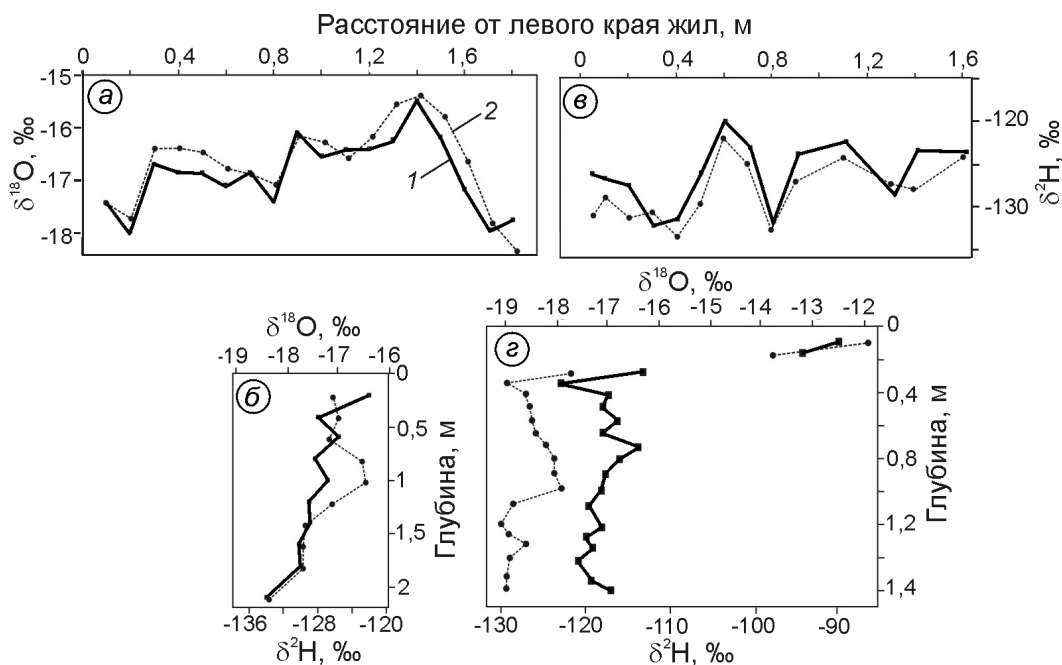 Расстояние от левого края жил, м
0 0,4 0,8 1,2 1,6
0 0,4 0,8 1,2 1,6
-15
-16
-17
-18
δ¹⁸O, ‰
а
2
1
в
-120
-130
δ²H, ‰
δ¹⁸O, ‰
-19 -18 -17 -16
б
0
0,5
1
1,5
2
Глубина, м
-136 -128 -120
δ²H, ‰
δ¹⁸O, ‰
-19 -18 -17 -16 -15 -14 -13 -12
г
0
0,4
0,8
1,2
1,4
Глубина, м
-130 -120 -110 -100 -90
δ²H, ‰